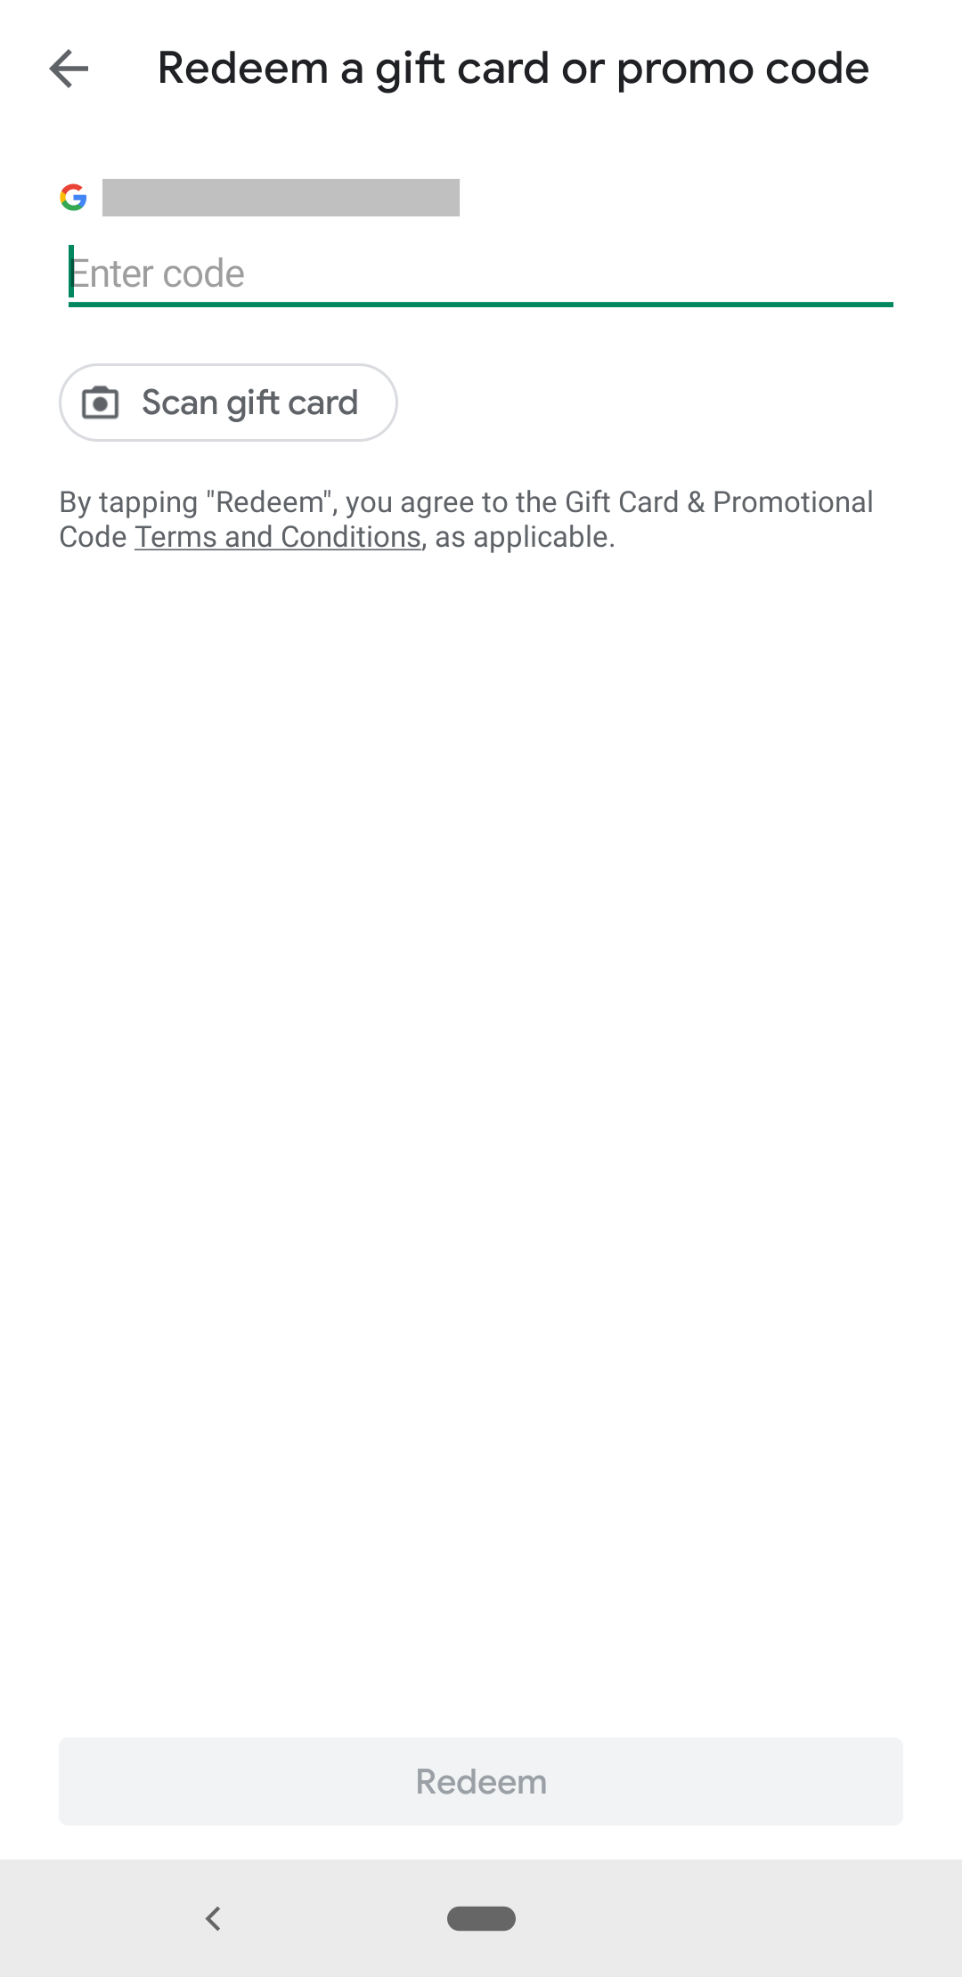 Redeem a gift card or promo code
Enter code
Scan gift card
By tapping "Redeem", you agree to the Gift Card & Promotional
Code Terms and Conditions, as applicable.
Redeem